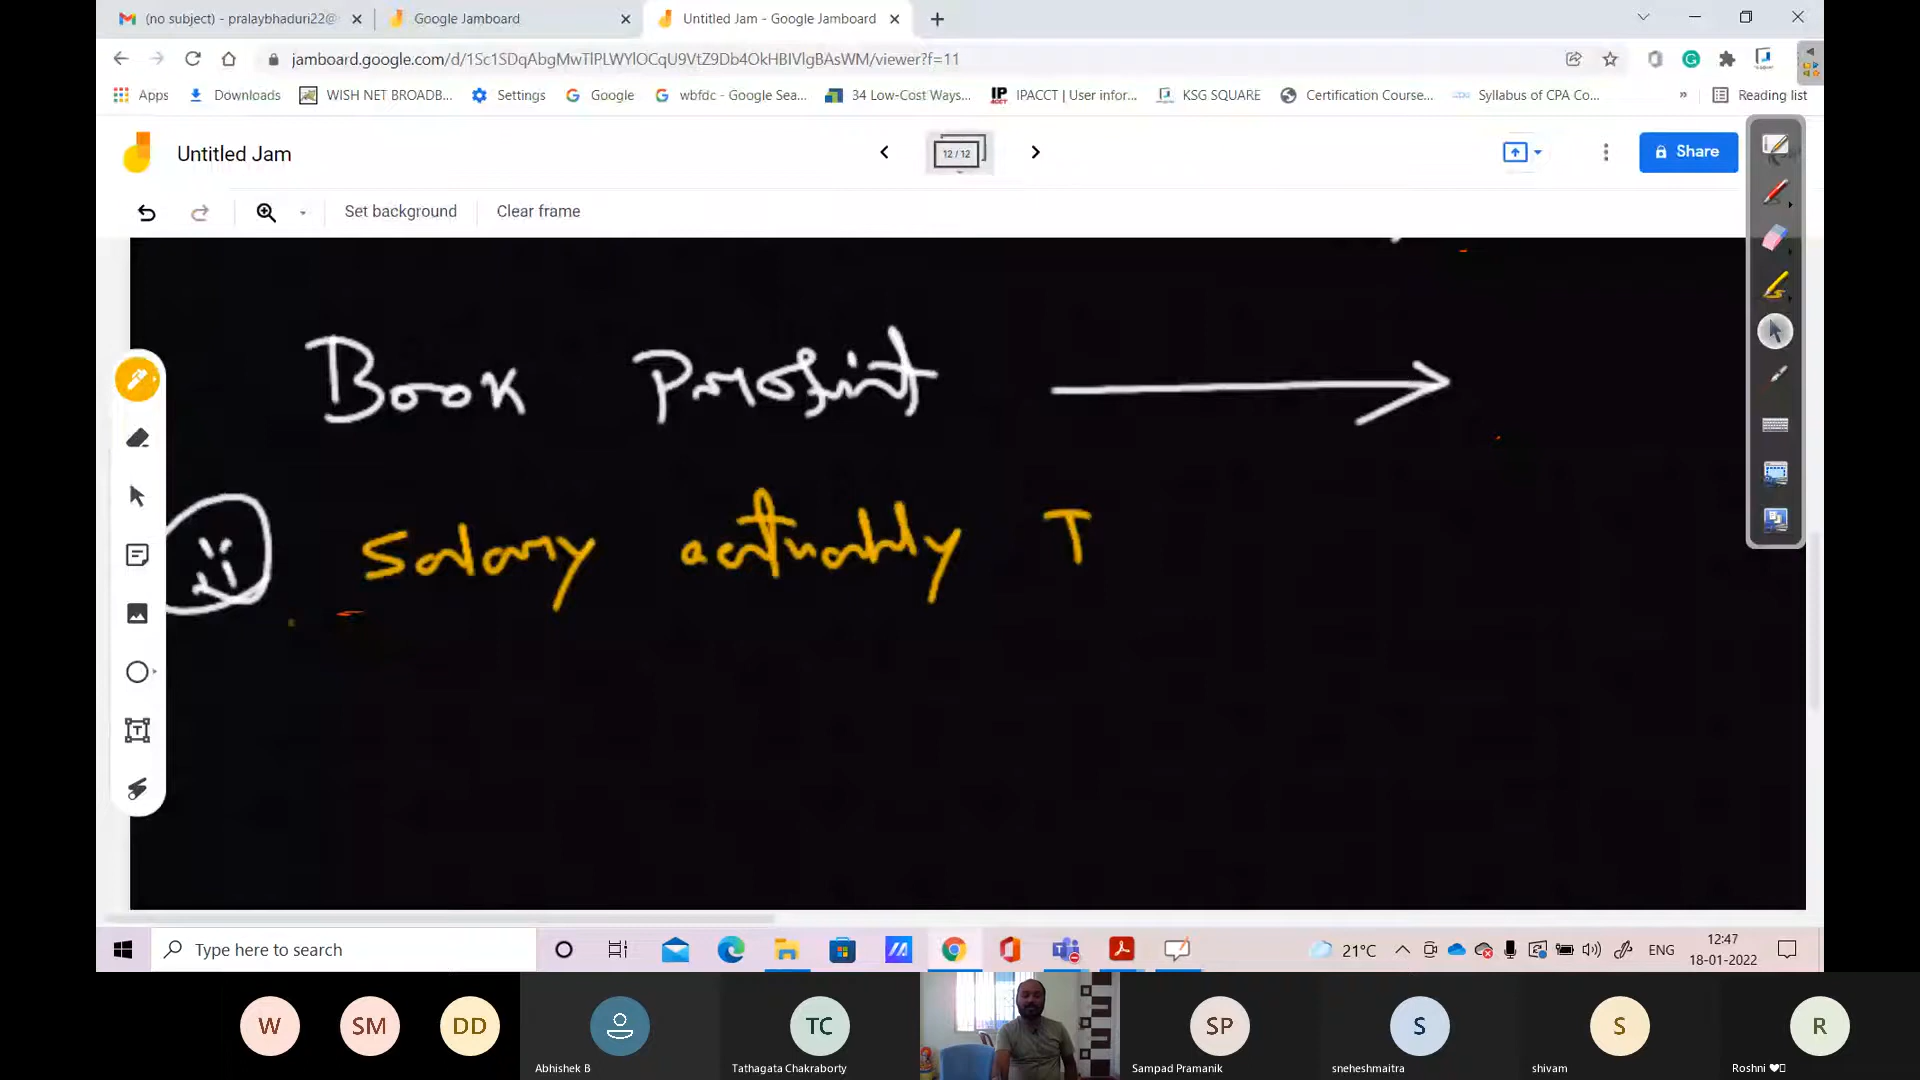 (no subject) - pralaybhaduri22@
Google Jamboard
Untitled Jam - Google Jamboard
jamboard.google.com/d/1Sc1SDqAbgMwTlPLWYlOCqU9VtZ9Db4OkHBIVlgBAsWM/viewer?f=11
Apps
Downloads
WISH NET BROADB...
Settings
Google
wbfdc - Google Sea...
34 Low-Cost Ways...
IPACCT | User infor...
KSG SQUARE
Certification Course...
Syllabus of CPA Co...
»
Reading list
Untitled Jam
12 / 12
Share
Set background
Clear frame
Book Profit
(ii)
Salary actually T
Type here to search
21°C
ENG
12:47
18-01-2022
W
SM
DD
TC
SP
S
S
R
Abhishek B
Tathagata Chakraborty
Sampad Pramanik
sneheshmaitra
shivam
Roshni ❤